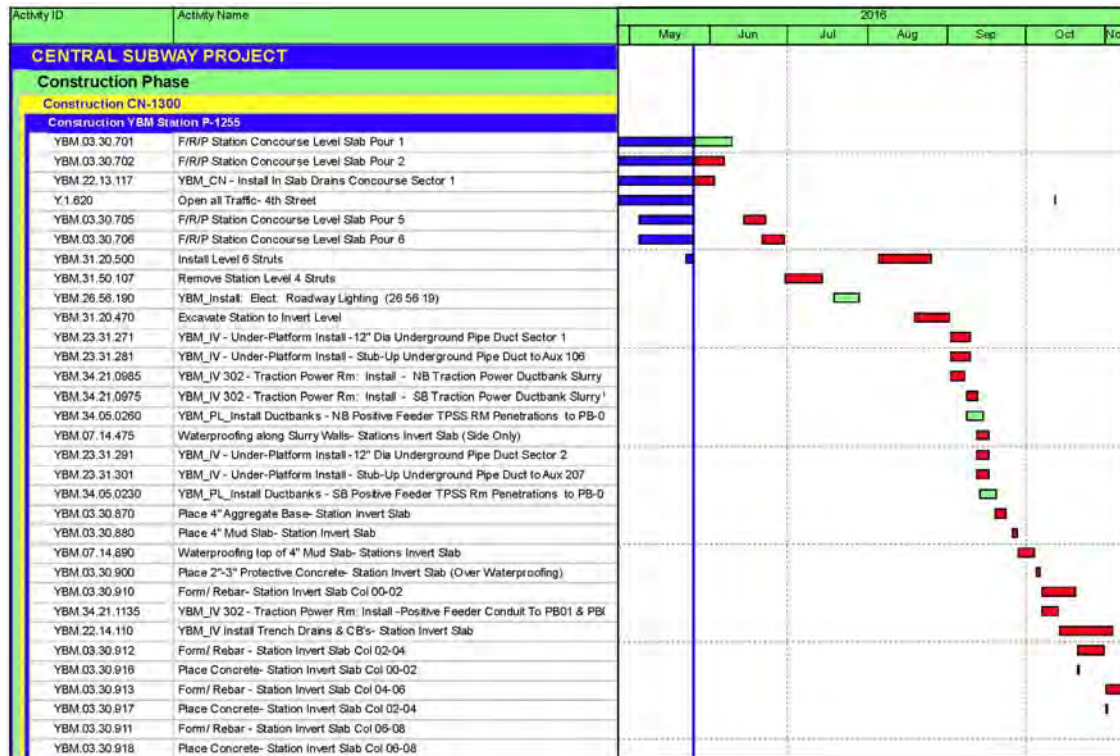 Activity ID Activity Name 2016
May Jun Jul Aug Sep Oct No
CENTRAL SUBWAY PROJECT
Construction Phase
Construction CN-1300
Construction YBM Station P-1255
YBM.03.30.701 F/R/P Station Concourse Level Slab Pour 1
YBM.03.30.702 F/R/P Station Concourse Level Slab Pour 2
YBM.22.13.117 YBM_CN - Install In Slab Drains Concourse Sector 1
Y.1.620 Open all Traffic- 4th Street
YBM.03.30.705 F/R/P Station Concourse Level Slab Pour 5
YBM.03.30.706 F/R/P Station Concourse Level Slab Pour 6
YBM.31.20.500 Install Level 6 Struts
YBM.31.50.107 Remove Station Level 4 Struts
YBM.26.56.190 YBM_Install: Elect: Roadway Lighting (26 56 19)
YBM.31.20.470 Excavate Station to Invert Level
YBM.23.31.271 YBM_IV - Under-Platform Install -12" Dia Underground Pipe Duct Sector 1
YBM.23.31.281 YBM_IV - Under-Platform Install - Stub-Up Underground Pipe Duct to Aux 106
YBM.34.21.0985 YBM_IV 302 - Traction Power Rm: Install - NB Traction Power Ductbank Slurry
YBM.34.21.0975 YBM_IV 302 - Traction Power Rm: Install - SB Traction Power Ductbank Slurry
YBM.34.05.0260 YBM_PL_Install Ductbanks - NB Positive Feeder TPSS RM Penetrations to PB-0
YBM.07.14.475 Waterproofing along Slurry Walls- Stations Invert Slab (Side Only)
YBM.23.31.291 YBM_IV - Under-Platform Install -12" Dia Underground Pipe Duct Sector 2
YBM.23.31.301 YBM_IV - Under-Platform Install - Stub-Up Underground Pipe Duct to Aux 207
YBM.34.05.0230 YBM_PL_Install Ductbanks - SB Positive Feeder TPSS Rm Penetrations to PB-0
YBM.03.30.870 Place 4" Aggregate Base- Station Invert Slab
YBM.03.30.880 Place 4" Mud Slab- Station Invert Slab
YBM.07.14.890 Waterproofing top of 4" Mud Slab- Stations Invert Slab
YBM.03.30.900 Place 2"-3" Protective Concrete- Station Invert Slab (Over Waterproofing)
YBM.03.30.910 Form/ Rebar- Station Invert Slab Col 00-02
YBM.34.21.1135 YBM_IV 302 - Traction Power Rm: Install -Positive Feeder Conduit To PB01 &
YBM.22.14.110 YBM_IV Install Trench Drains & CB's- Station Invert Slab
YBM.03.30.912 Form/ Rebar - Station Invert Slab Col 02-04
YBM.03.30.916 Place Concrete- Station Invert Slab Col 00-02
YBM.03.30.913 Form/ Rebar - Station Invert Slab Col 04-06
YBM.03.30.917 Place Concrete- Station Invert Slab Col 02-04
YBM.03.30.911 Form/ Rebar - Station Invert Slab Col 06-08
YBM.03.30.918 Place Concrete- Station Invert Slab Col 06-08